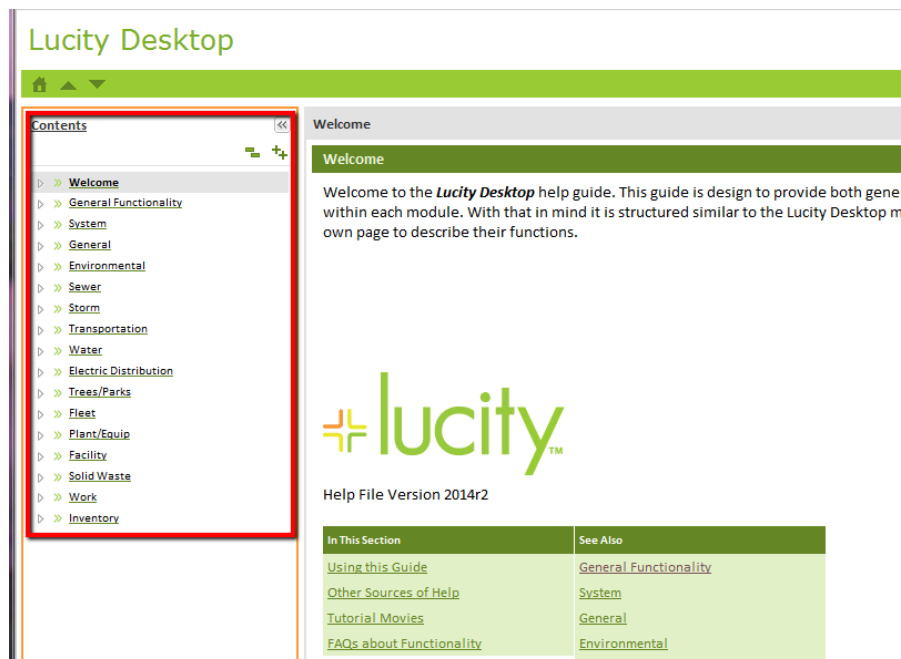 Lucity Desktop
Contents
Welcome
General Functionality
System
General
Environmental
Sewer
Storm
Transportation
Water
Electric Distribution
Trees/Parks
Fleet
Plant/Equip
Facility
Solid Waste
Work
Inventory
Welcome
Welcome
Welcome to the Lucity Desktop help guide. This guide is design to provide both gene
within each module. With that in mind it is structured similar to the Lucity Desktop m
own page to describe their functions.
lucity TM
Help File Version 2014r2
In This Section See Also
Using this Guide General Functionality
Other Sources of Help System
Tutorial Movies General
FAQs about Functionality Environmental